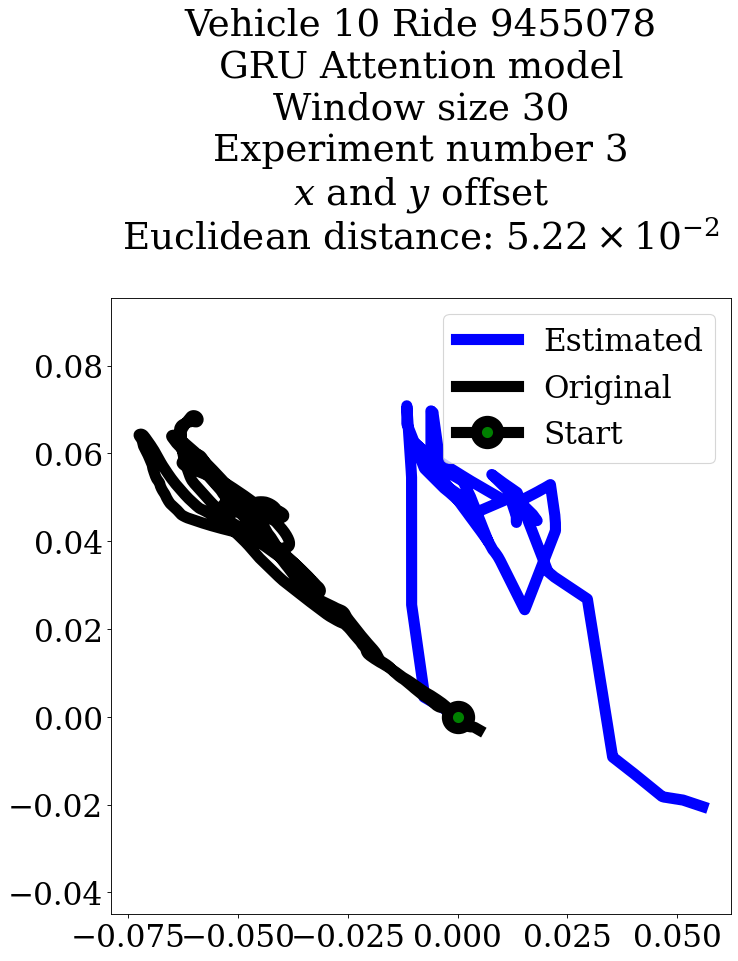 Vehicle 10 Ride 9455078
GRU Attention model
Window size 30
Experiment number 3
x and y offset
Euclidean distance: 5.22 × 10⁻²
Estimated
Original
Start
0.08
0.06
0.04
0.02
0.00
−0.02
−0.04
−0.075 −0.050 −0.025 0.000 0.025 0.050